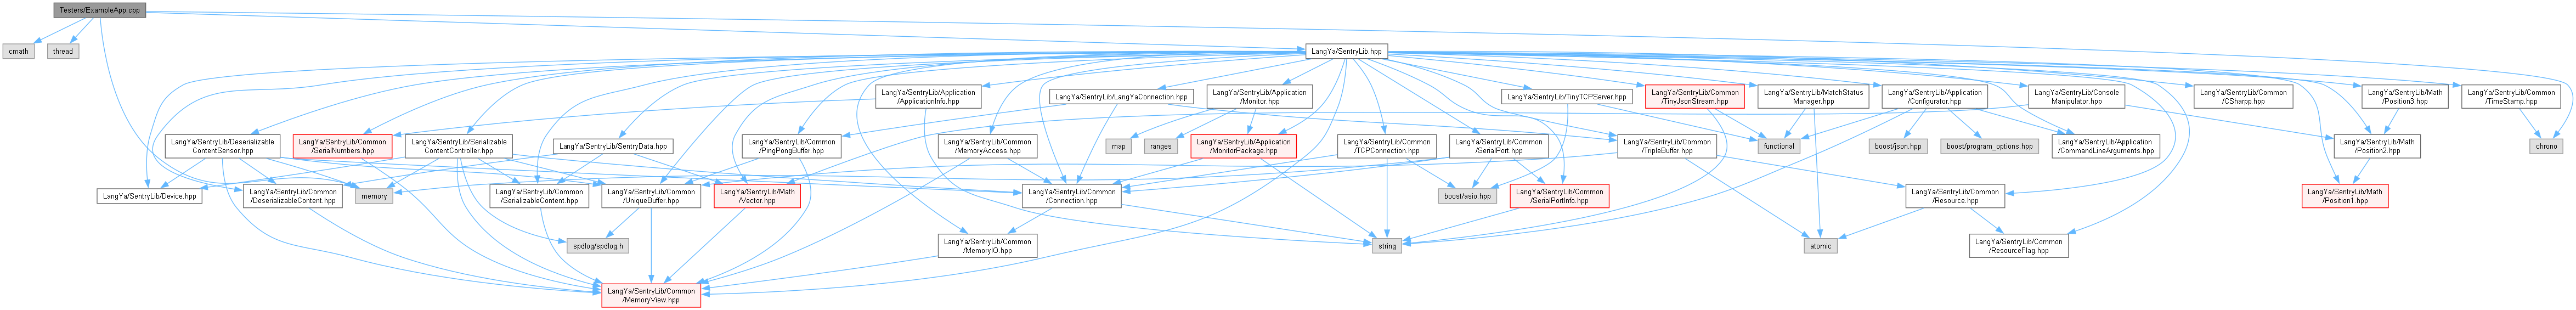 Testers/ExampleApp.cpp
cmath
thread
LangYa/SentryLib.hpp
LangYa/SentryLib/Application
/ApplicationInfo.hpp
LangYa/SentryLib/LangYaConnection.hpp
LangYa/SentryLib/Application
/Monitor.hpp
LangYa/SentryLib/TinyTCPServer.hpp
LangYa/SentryLib/Common
/TinyJsonStream.hpp
LangYa/SentryLib/MatchStatus
Manager.hpp
LangYa/SentryLib/Application
/Configurator.hpp
LangYa/SentryLib/Console
Manipulator.hpp
LangYa/SentryLib/Common
/CSharpp.hpp
LangYa/SentryLib/Math
/Position3.hpp
LangYa/SentryLib/Common
/TimeStamp.hpp
LangYa/SentryLib/Deserializable
ContentSensor.hpp
LangYa/SentryLib/Common
/SerialNumbers.hpp
LangYa/SentryLib/Serializable
ContentController.hpp
LangYa/SentryLib/SentryData.hpp
LangYa/SentryLib/Common
/PingPongBuffer.hpp
LangYa/SentryLib/Common
/MemoryAccess.hpp
map
ranges
LangYa/SentryLib/Application
/MonitorPackage.hpp
LangYa/SentryLib/Common
/TCPConnection.hpp
LangYa/SentryLib/Common
/SerialPort.hpp
LangYa/SentryLib/Common
/TripleBuffer.hpp
functional
boost/json.hpp
boost/program_options.hpp
LangYa/SentryLib/Application
/CommandLineArguments.hpp
LangYa/SentryLib/Math
/Position2.hpp
chrono
LangYa/SentryLib/Device.hpp
LangYa/SentryLib/Common
/DeserializableContent.hpp
memory
LangYa/SentryLib/Common
/SerializableContent.hpp
LangYa/SentryLib/Common
/UniqueBuffer.hpp
LangYa/SentryLib/Math
/Vector.hpp
LangYa/SentryLib/Common
/Connection.hpp
boost/asio.hpp
LangYa/SentryLib/Common
/SerialPortInfo.hpp
LangYa/SentryLib/Common
/Resource.hpp
LangYa/SentryLib/Math
/Position1.hpp
spdlog/spdlog.h
LangYa/SentryLib/Common
/MemoryIO.hpp
string
atomic
LangYa/SentryLib/Common
/ResourceFlag.hpp
LangYa/SentryLib/Common
/MemoryView.hpp